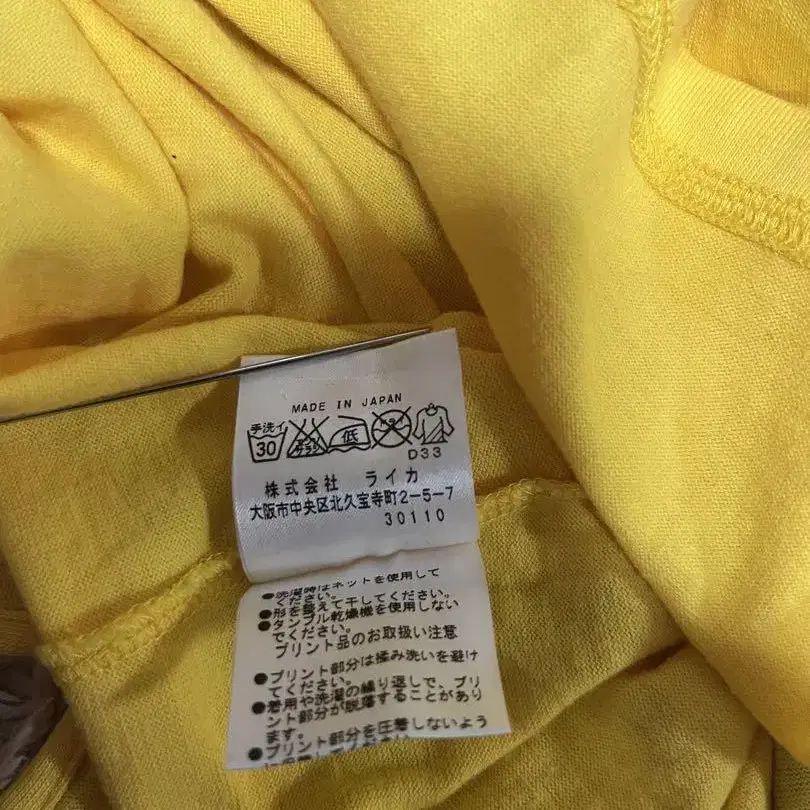 MADE IN JAPAN
手洗イ
30 低
D33
株式会社 ライカ
大阪市中央区北久宝寺町2-5-7
30110
●洗濯時はネットを使用して
ください。
●形を整えて干してください。
●タンブル乾燥機を使用しない
でください。
プリント品のお取扱い注意
●プリント部分は揉み洗いを避け
てください。
●着用や洗濯の繰り返しで、プリ
ント部分が脱落することがあり
ます。
●プリント部分を圧着しないよう